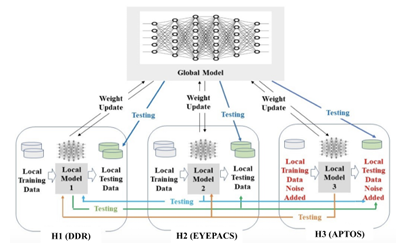 Global Model
Weight
Update
Testing
Weight
Update
Testing
Weight
Update
Testing
Local
Training
Data
Local
Model
1
Local
Testing
Data
Local
Training
Data
Local
Model
2
Local
Testing
Data
Local
Training
Data
Noise
Added
Local
Model
3
Local
Testing
Data
Noise
Added
Testing
Testing
Testing
H1 (DDR)
H2 (EYEPACS)
H3 (APTOS)